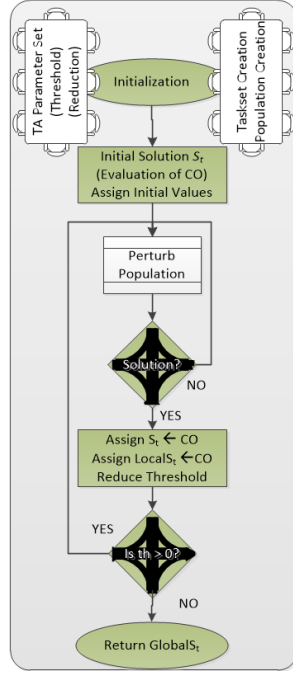 TA Parameter Set
(Threshold)
(Reduction)
Initialization
Taskset Creation
Population Creation
Initial Solution Sₜ
(Evaluation of CO)
Assign Initial Values
Perturb
Population
Solution?
NO
YES
Assign Sₜ ← CO
Assign LocalSₜ ←CO
Reduce Threshold
YES
Is th > 0?
NO
Return GlobalSₜ